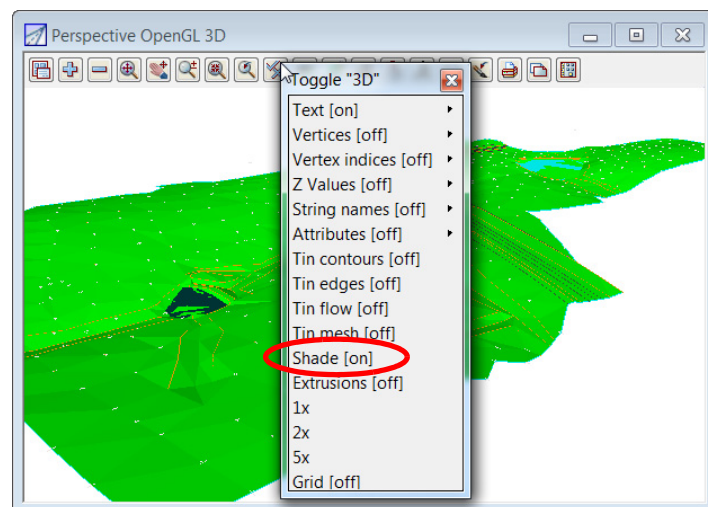 Perspective OpenGL 3D
Toggle "3D"
Text [on]
Vertices [off]
Vertex indices [off]
Z Values [off]
String names [off]
Attributes [off]
Tin contours [off]
Tin edges [off]
Tin flow [off]
Tin mesh [off]
Shade [on]
Extrusions [off]
1x
2x
5x
Grid [off]